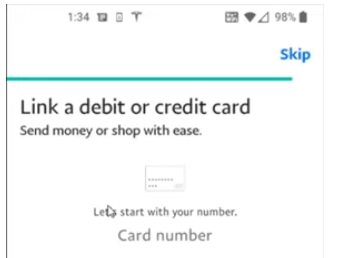 1:34 98%
Skip
Link a debit or credit card
Send money or shop with ease.
Let's start with your number.
Card number